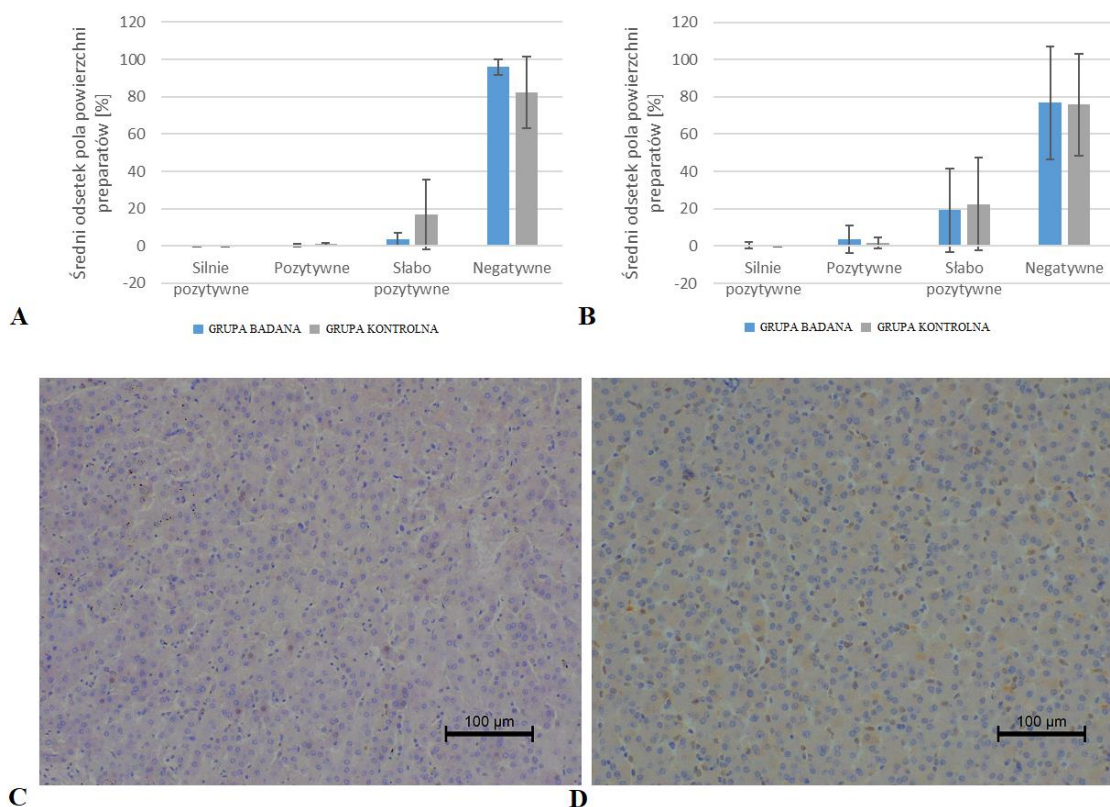 Średni odsetek pola powierzchni
preparatów [%]
120
100
80
60
40
20
0
-20
Silnie
pozytywne
Pozytywne
Słabo
pozytywne
Negatywne
A
GRUPA BADANA
GRUPA KONTROLNA
Średni odsetek pola powierzchni
preparatów [%]
120
100
80
60
40
20
0
-20
Silnie
pozytywne
Pozytywne
Słabo
pozytywne
Negatywne
B
GRUPA BADANA
GRUPA KONTROLNA
100 µm
C
100 µm
D